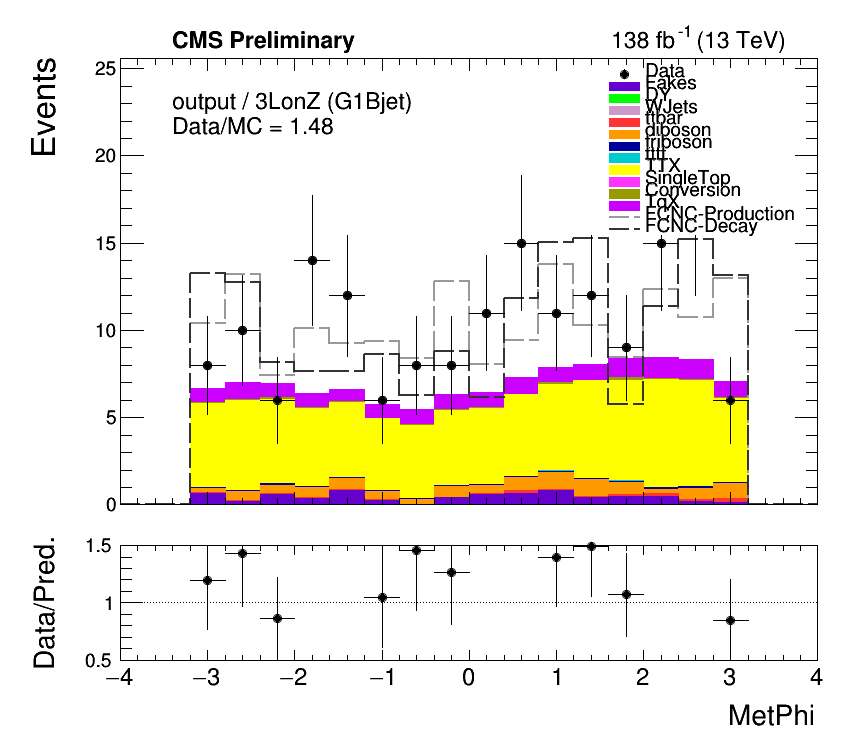 CMS Preliminary
138 fb-1 (13 TeV)
Events
output / 3LonZ (G1Bjet)
Data/MC = 1.48
Data
Fakes
DY
WJets
ttbar
diboson
triboson
tttt
TTX
SingleTop
Conversion
TqX
FCNC-Production
FCNC-Decay
25
20
15
10
5
0
Data/Pred.
1.5
1
0.5
−4 −3 −2 −1 0 1 2 3 4
MetPhi